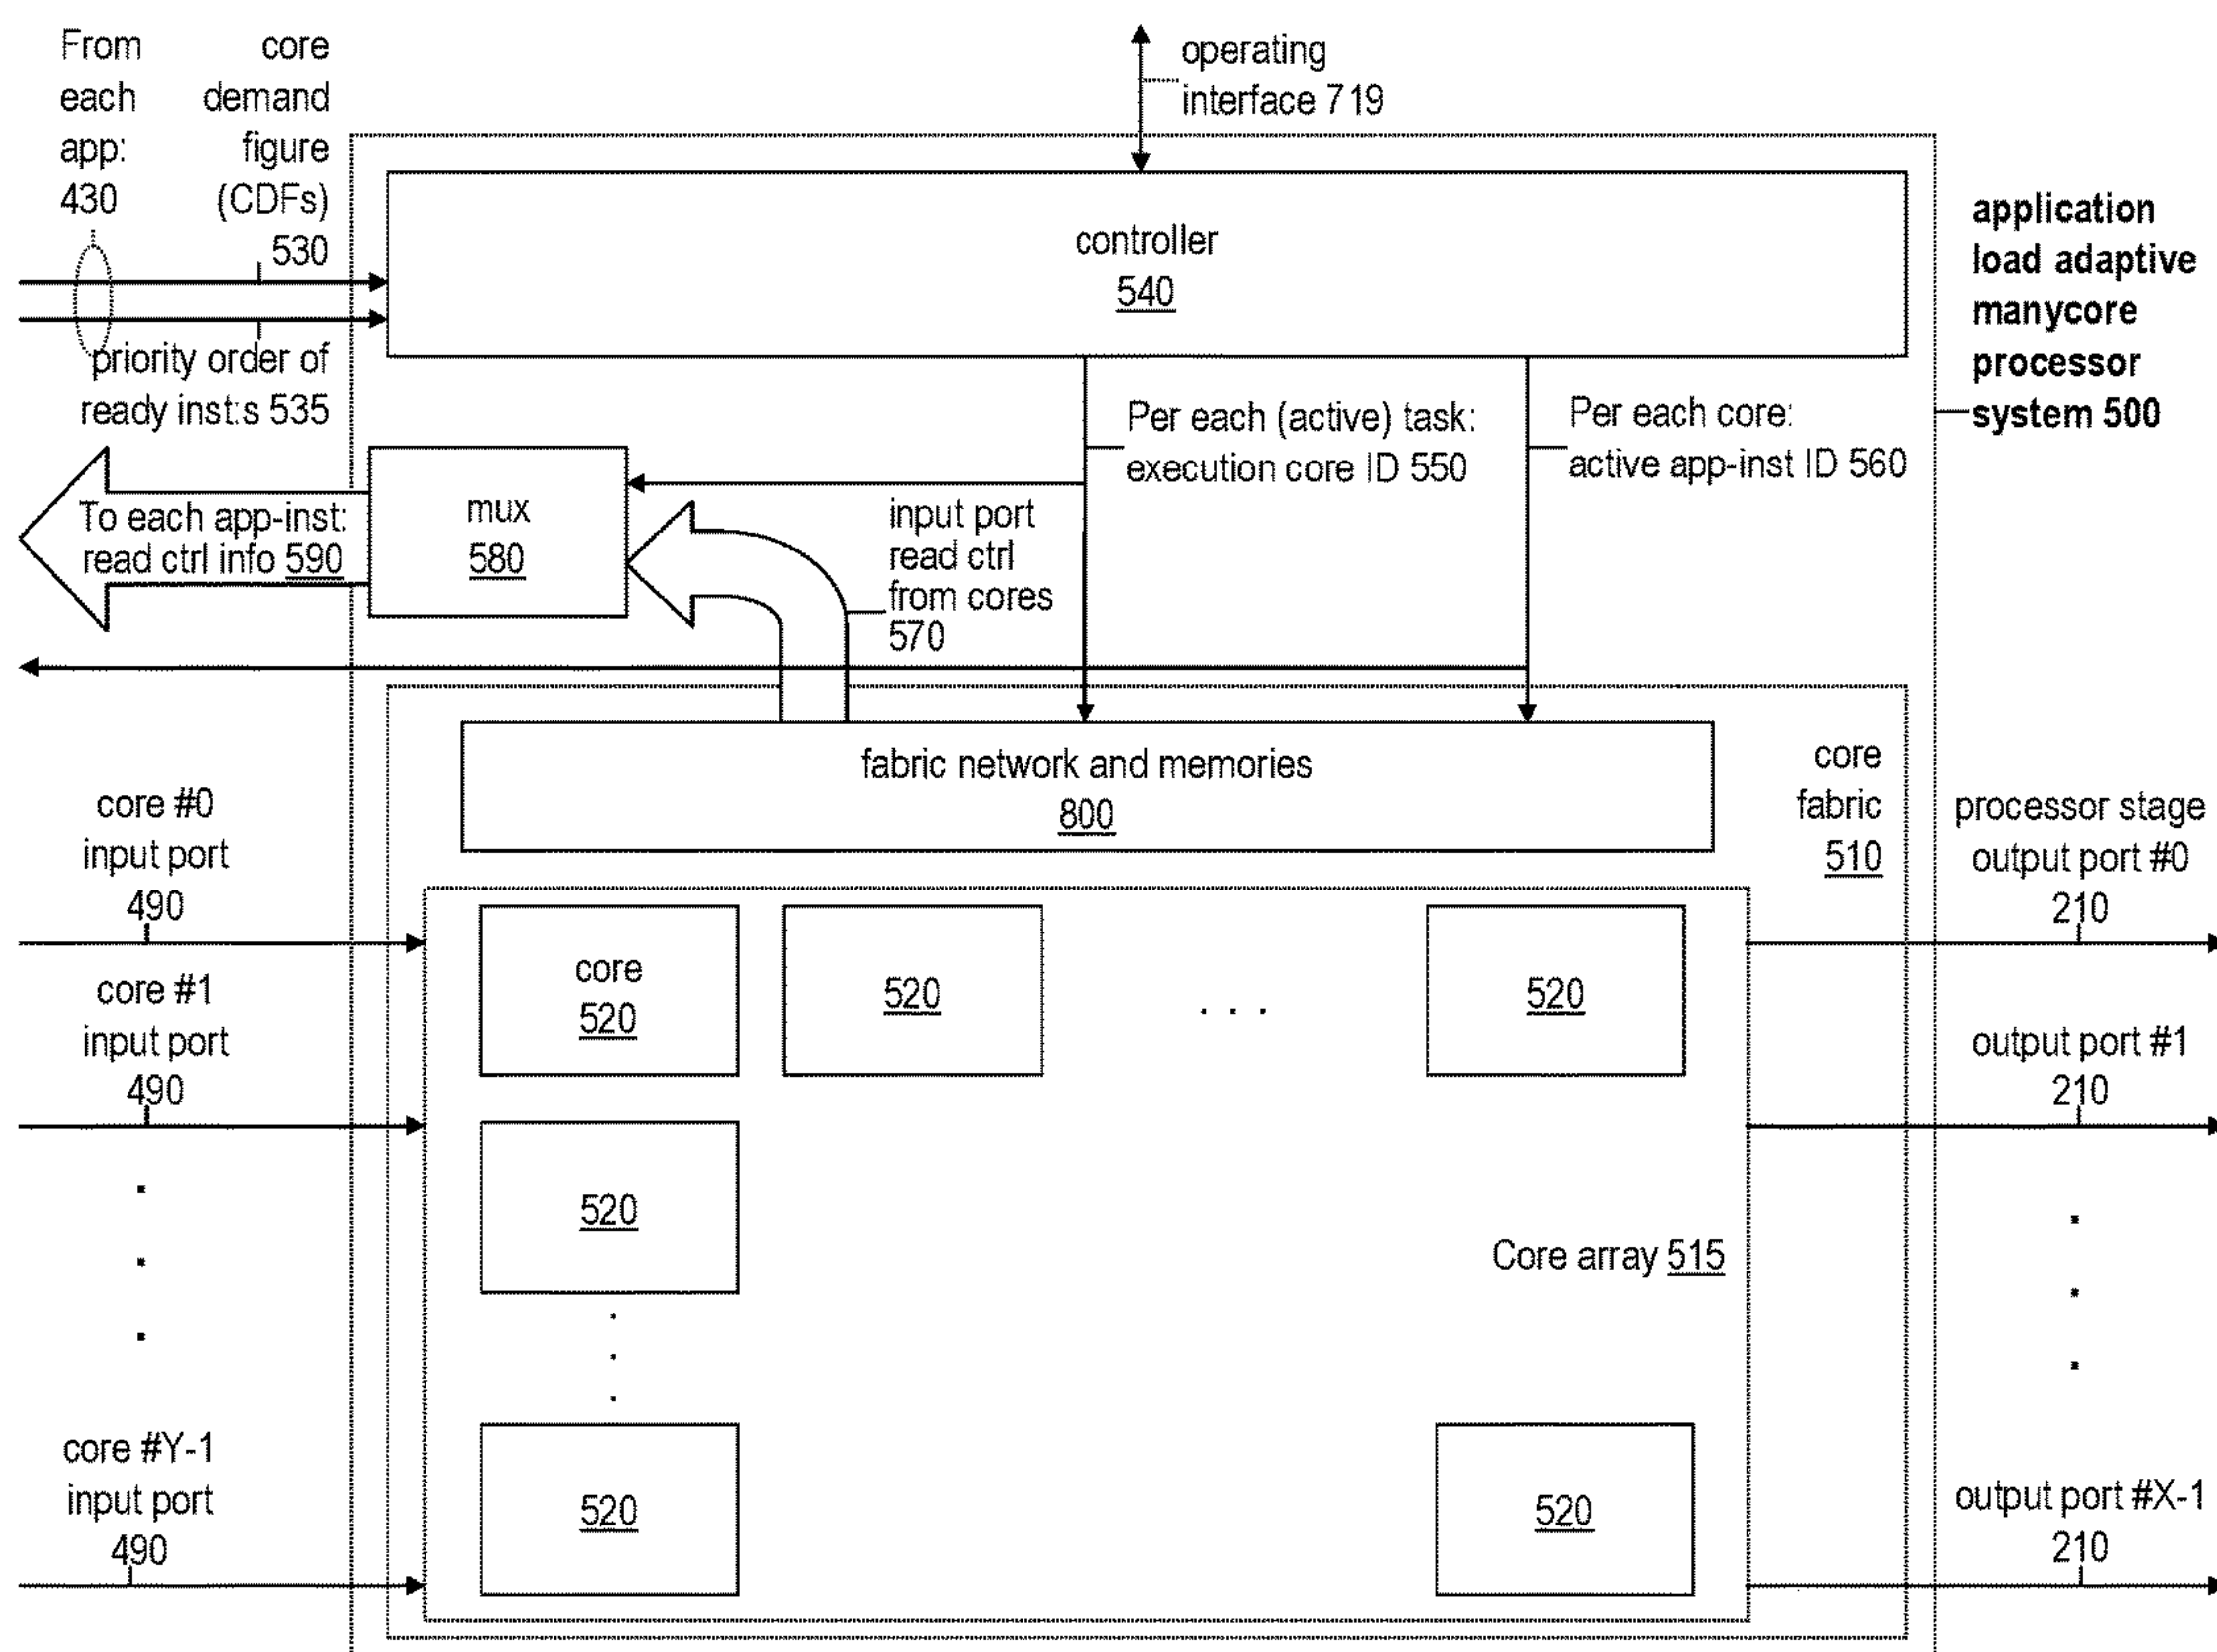 From
each
app:
430
core
demand
figure
(CDFs)
530
priority order of
ready inst:s 535
operating
interface 719
controller
540
application
load adaptive
manycore
processor
system 500
Per each (active) task:
execution core ID 550
Per each core:
active app-inst ID 560
To each app-inst:
read ctrl info 590
mux
580
input port
read ctrl
from cores
570
fabric network and memories
800
core
fabric
510
core #0
input port
490
core #1
input port
490
.
.
.
core #Y-1
input port
490
core
520
520
. . .
520
520
.
.
.
520
520
Core array 515
processor stage
output port #0
210
output port #1
210
.
.
.
output port #X-1
210